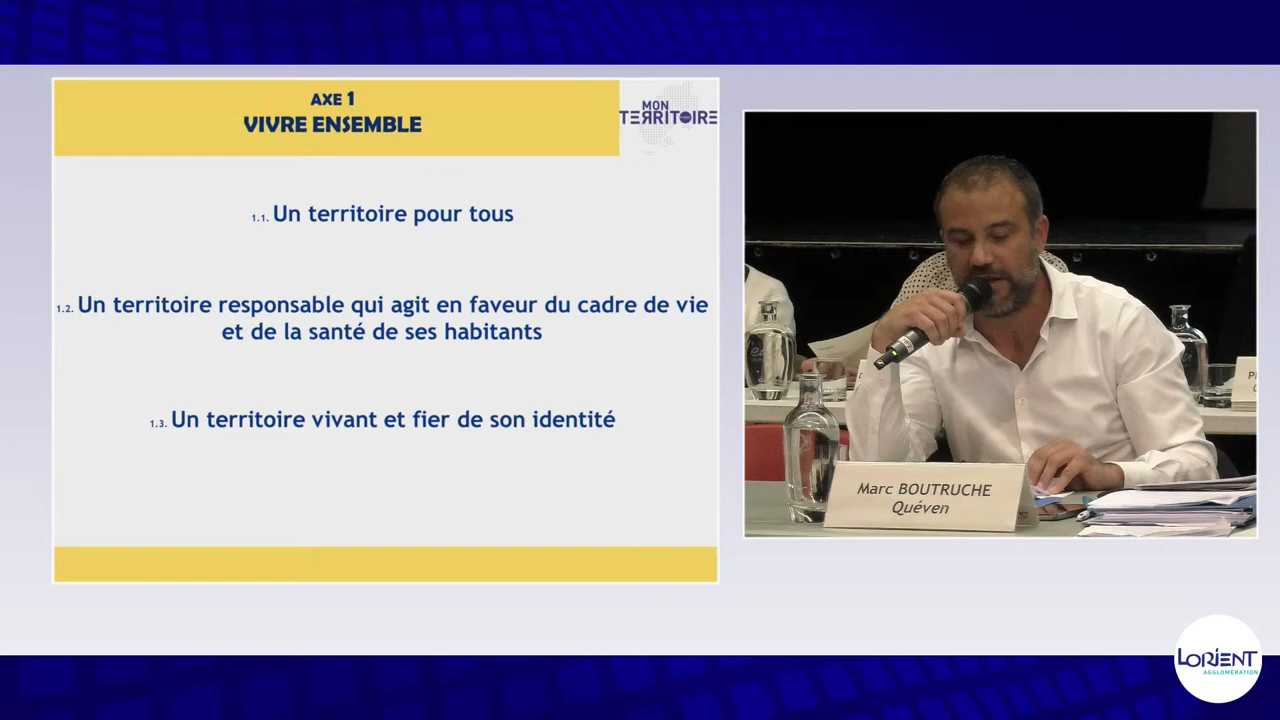 AXE 1
VIVRE ENSEMBLE
MON
TERRITOIRE
1.1. Un territoire pour tous
1.2. Un territoire responsable qui agit en faveur du cadre de vie
et de la santé de ses habitants
1.3. Un territoire vivant et fier de son identité
Marc BOUTRUCHE
Quéven
LORIENT
AGGLOMÉRATION